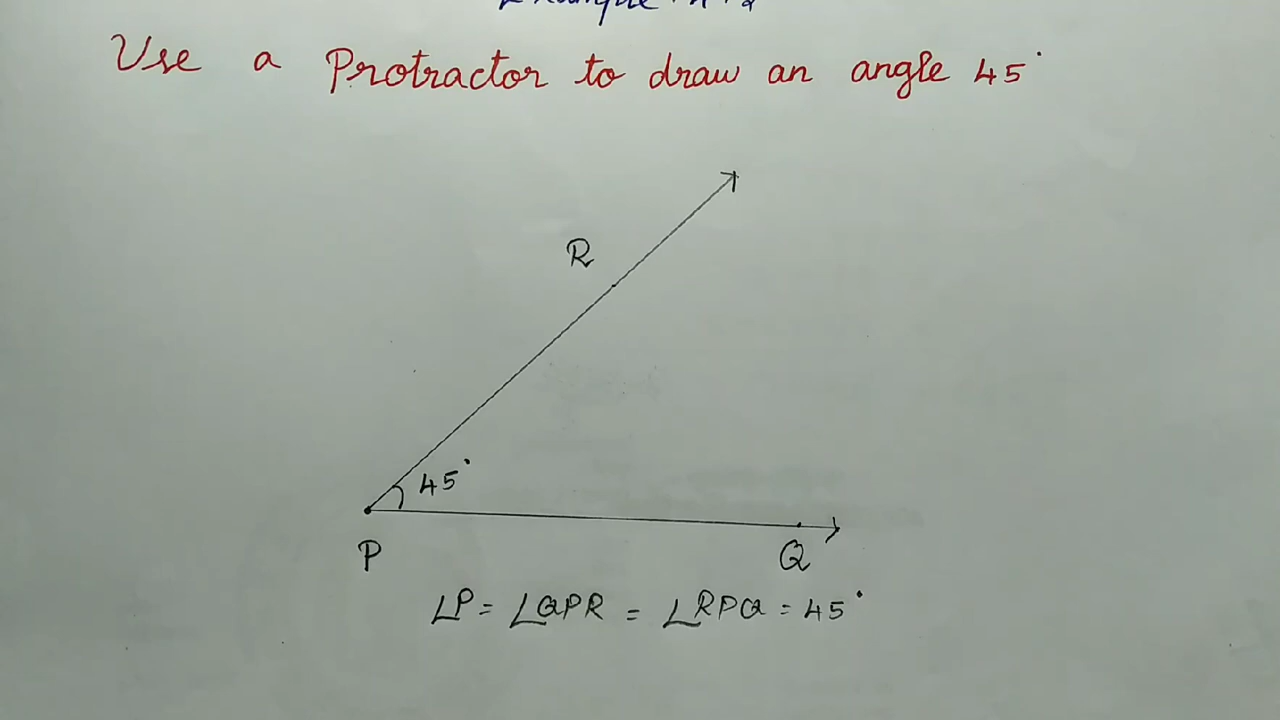 Use a Protractor to draw an angle 45°
R
45°
P
Q
∠P = ∠QPR = ∠RPQ = 45°